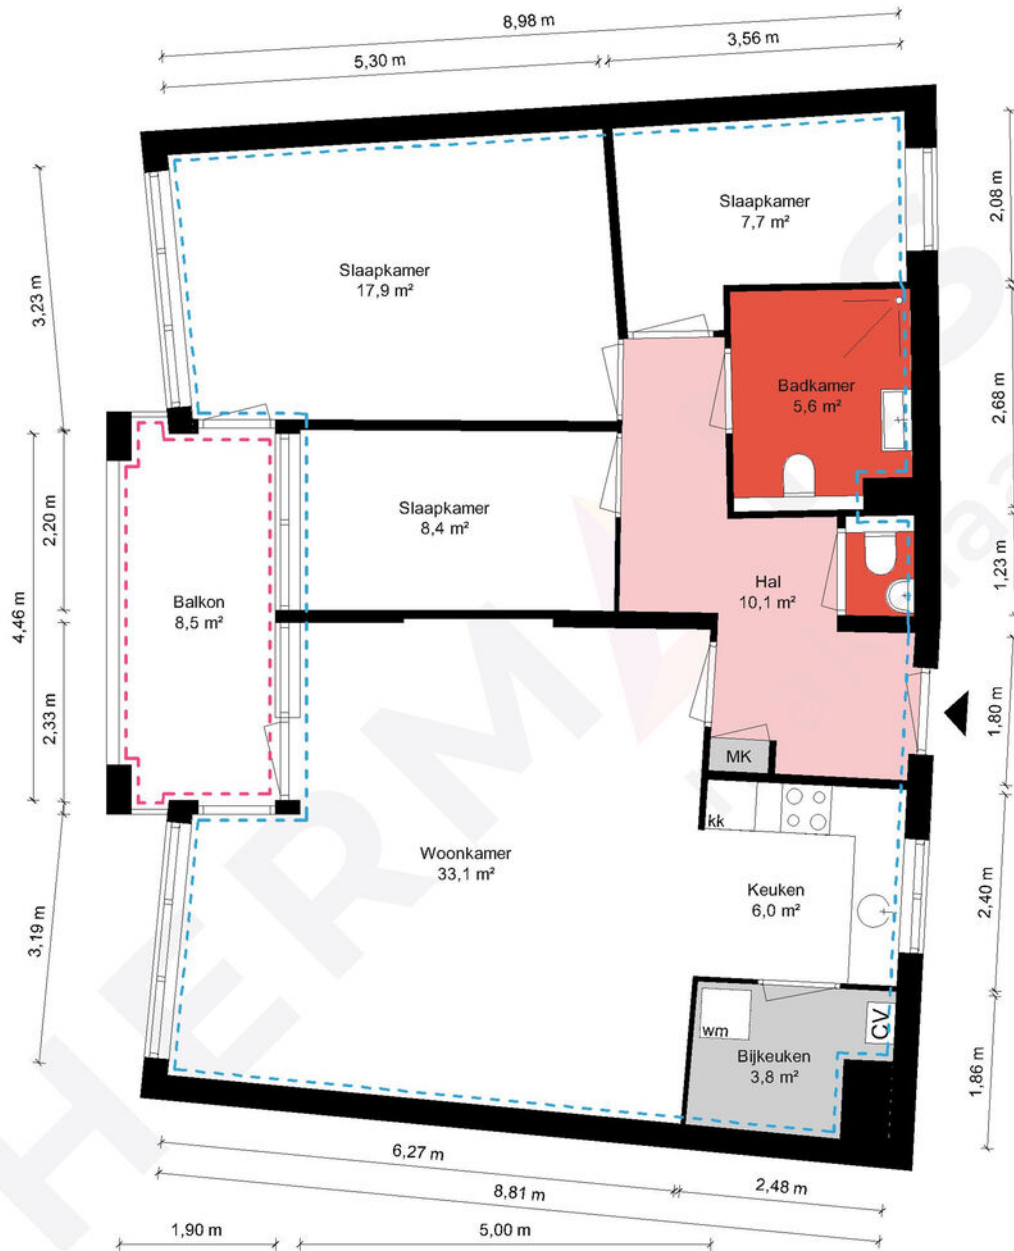 8,98 m
5,30 m
3,56 m
Slaapkamer
7,7 m²
2,08 m
Slaapkamer
17,9 m²
3,23 m
Badkamer
5,6 m²
2,68 m
Slaapkamer
8,4 m²
2,20 m
Hal
10,1 m²
1,23 m
Balkon
8,5 m²
4,46 m
2,33 m
1,80 m
MK
kk
Woonkamer
33,1 m²
Keuken
6,0 m²
2,40 m
3,19 m
wm
CV
Bijkeuken
3,8 m²
1,86 m
6,27 m
2,48 m
8,81 m
1,90 m
5,00 m
HERMANS